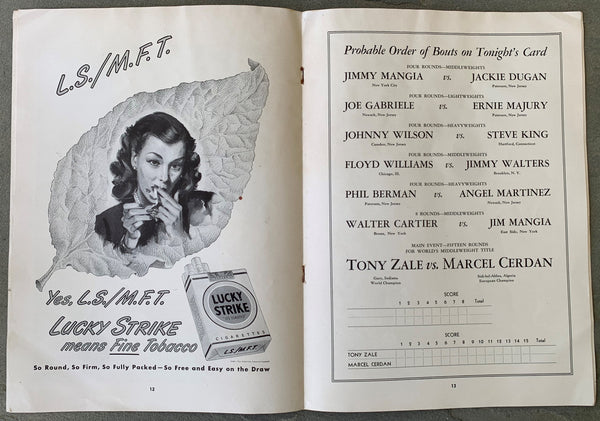 L.S./M.F.T.
LUCKY
STRIKE
CIGARETTES
L.S./M.F.T.
Yes, L.S./M.F.T.
LUCKY STRIKE
means Fine Tobacco
So Round, So Firm, So Fully Packed—So Free and Easy on the Draw
12
Probable Order of Bouts on Tonight's Card
FOUR ROUNDS—MIDDLEWEIGHTS
JIMMY MANGIA vs. JACKIE DUGAN
New York City Paterson, New Jersey
FOUR ROUNDS—LIGHTWEIGHTS
JOE GABRIELE vs. ERNIE MAJURY
Newark, New Jersey Paterson, New Jersey
FOUR ROUNDS—HEAVYWEIGHTS
JOHNNY WILSON vs. STEVE KING
Camden, New Jersey Hartford, Connecticut
FOUR ROUNDS—MIDDLEWEIGHTS
FLOYD WILLIAMS vs. JIMMY WALTERS
Chicago, Ill. Brooklyn, N. Y.
FOUR ROUNDS—HEAVYWEIGHTS
PHIL BERMAN vs. ANGEL MARTINEZ
Paterson, New Jersey Newark, New Jersey
8 ROUNDS—MIDDLEWEIGHTS
WALTER CARTIER vs. JIM MANGIA
Bronx, New York East Side, New York
MAIN EVENT—FIFTEEN ROUNDS
FOR WORLD'S MIDDLEWEIGHT TITLE
TONY ZALE vs. MARCEL CERDAN
Gary, Indiana Sidi-bel-Abbes, Algeria
World Champion European Champion
SCORE
1 2 3 4 5 6 7 8 Total
SCORE
1 2 3 4 5 6 7 8 9 10 11 12 13 14 15 Total
TONY ZALE
MARCEL CERDAN
13